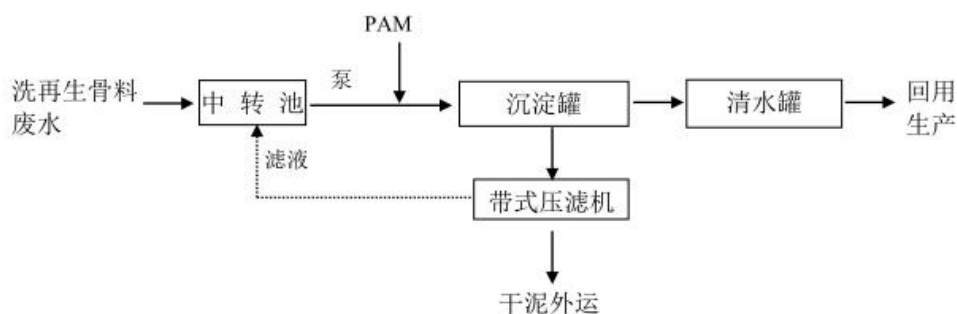 PAM
洗再生骨料
废水
中 转 池
泵
沉淀罐
清水罐
回用
生产
滤液
带式压滤机
干泥外运